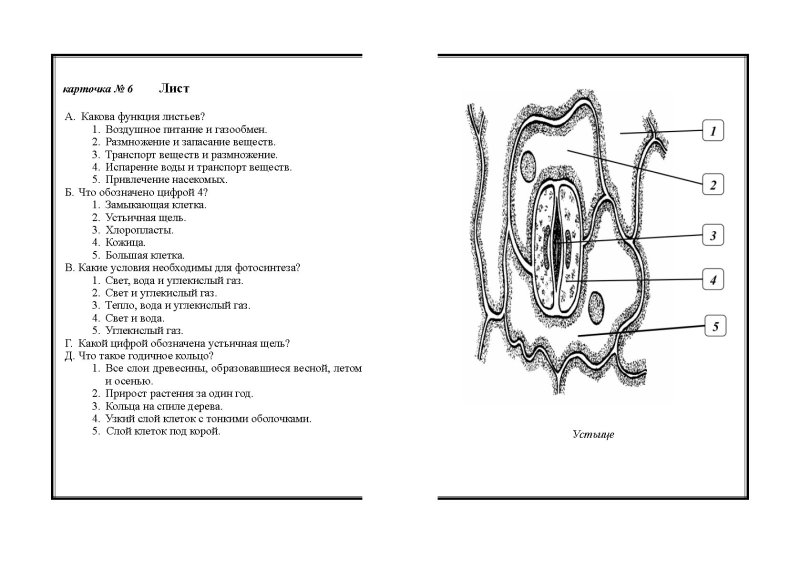 карточка № 6 Лист
А. Какова функция листьев?
1. Воздушное питание и газообмен.
2. Размножение и запасание веществ.
3. Транспорт веществ и размножение.
4. Испарение воды и транспорт веществ.
5. Привлечение насекомых.
Б. Что обозначено цифрой 4?
1. Замыкающая клетка.
2. Устьичная щель.
3. Хлоропласты.
4. Кожица.
5. Большая клетка.
В. Какие условия необходимы для фотосинтеза?
1. Свет, вода и углекислый газ.
2. Свет и углекислый газ.
3. Тепло, вода и углекислый газ.
4. Свет и вода.
5. Углекислый газ.
Г. Какой цифрой обозначена устьичная щель?
Д. Что такое годичное кольцо?
1. Все слои древесины, образовавшиеся весной, летом
и осенью.
2. Прирост растения за один год.
3. Кольца на спиле дерева.
4. Узкий слой клеток с тонкими оболочками.
5. Слой клеток под корой.
1
2
3
4
5
Устьице